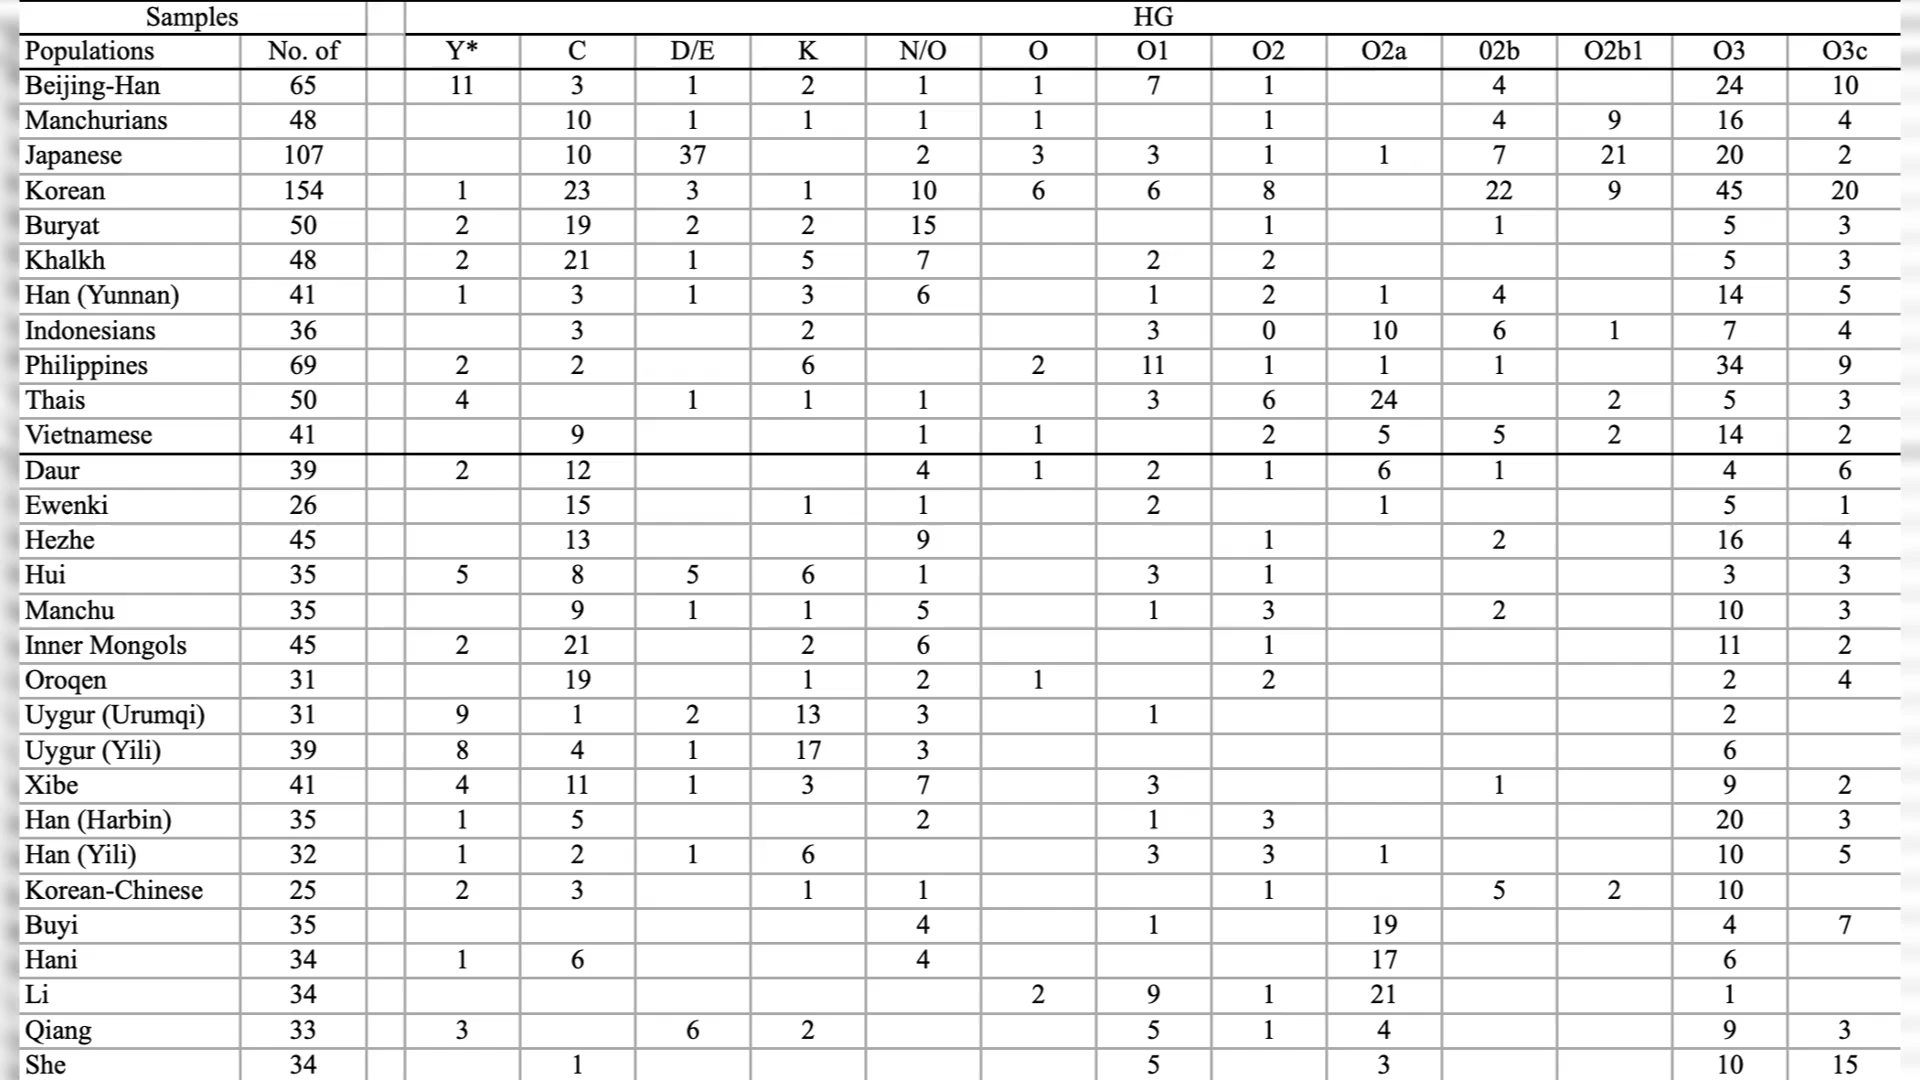 Samples HG
Populations No. of Y* C D/E K N/O O O1 O2 O2a 02b O2b1 O3 O3c
Beijing-Han 65 11 3 1 2 1 1 7 1 4 24 10
Manchurians 48 10 1 1 1 1 1 4 9 16 4
Japanese 107 10 37 2 3 3 1 1 7 21 20 2
Korean 154 1 23 3 1 10 6 6 8 22 9 45 20
Buryat 50 2 19 2 2 15 1 1 5 3
Khalkh 48 2 21 1 5 7 2 2 5 3
Han (Yunnan) 41 1 3 1 3 6 1 2 1 4 14 5
Indonesians 36 3 2 3 0 10 6 1 7 4
Philippines 69 2 2 6 2 11 1 1 1 34 9
Thais 50 4 1 1 1 3 6 24 2 5 3
Vietnamese 41 9 1 1 2 5 5 2 14 2
Daur 39 2 12 4 1 2 1 6 1 4 6
Ewenki 26 15 1 1 2 1 5 1
Hezhe 45 13 9 1 2 16 4
Hui 35 5 8 5 6 1 3 1 3 3
Manchu 35 9 1 1 5 1 3 2 10 3
Inner Mongols 45 2 21 2 6 1 11 2
Oroqen 31 19 1 2 1 2 2 4
Uygur (Urumqi) 31 9 1 2 13 3 1 2
Uygur (Yili) 39 8 4 1 17 3 6
Xibe 41 4 11 1 3 7 3 1 9 2
Han (Harbin) 35 1 5 2 1 3 20 3
Han (Yili) 32 1 2 1 6 3 3 1 10 5
Korean-Chinese 25 2 3 1 1 1 5 2 10
Buyi 35 4 1 19 4 7
Hani 34 1 6 4 17 6
Li 34 2 9 1 21 1
Qiang 33 3 6 2 5 1 4 9 3
She 34 1 5 3 10 15